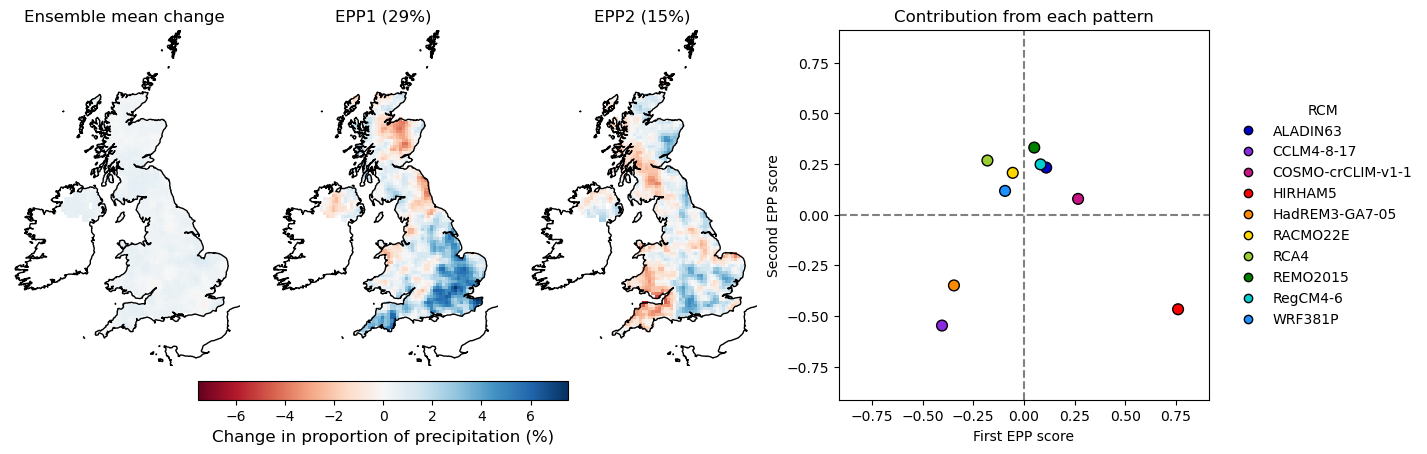 Ensemble mean change
EPP1 (29%)
EPP2 (15%)
−6 −4 −2 0 2 4 6
Change in proportion of precipitation (%)
Contribution from each pattern
Second EPP score
0.75
0.50
0.25
0.00
−0.25
−0.50
−0.75
−0.75 −0.50 −0.25 0.00 0.25 0.50 0.75
First EPP score
RCM
ALADIN63
CCLM4-8-17
COSMO-crCLIM-v1-1
HIRHAM5
HadREM3-GA7-05
RACMO22E
RCA4
REMO2015
RegCM4-6
WRF381P